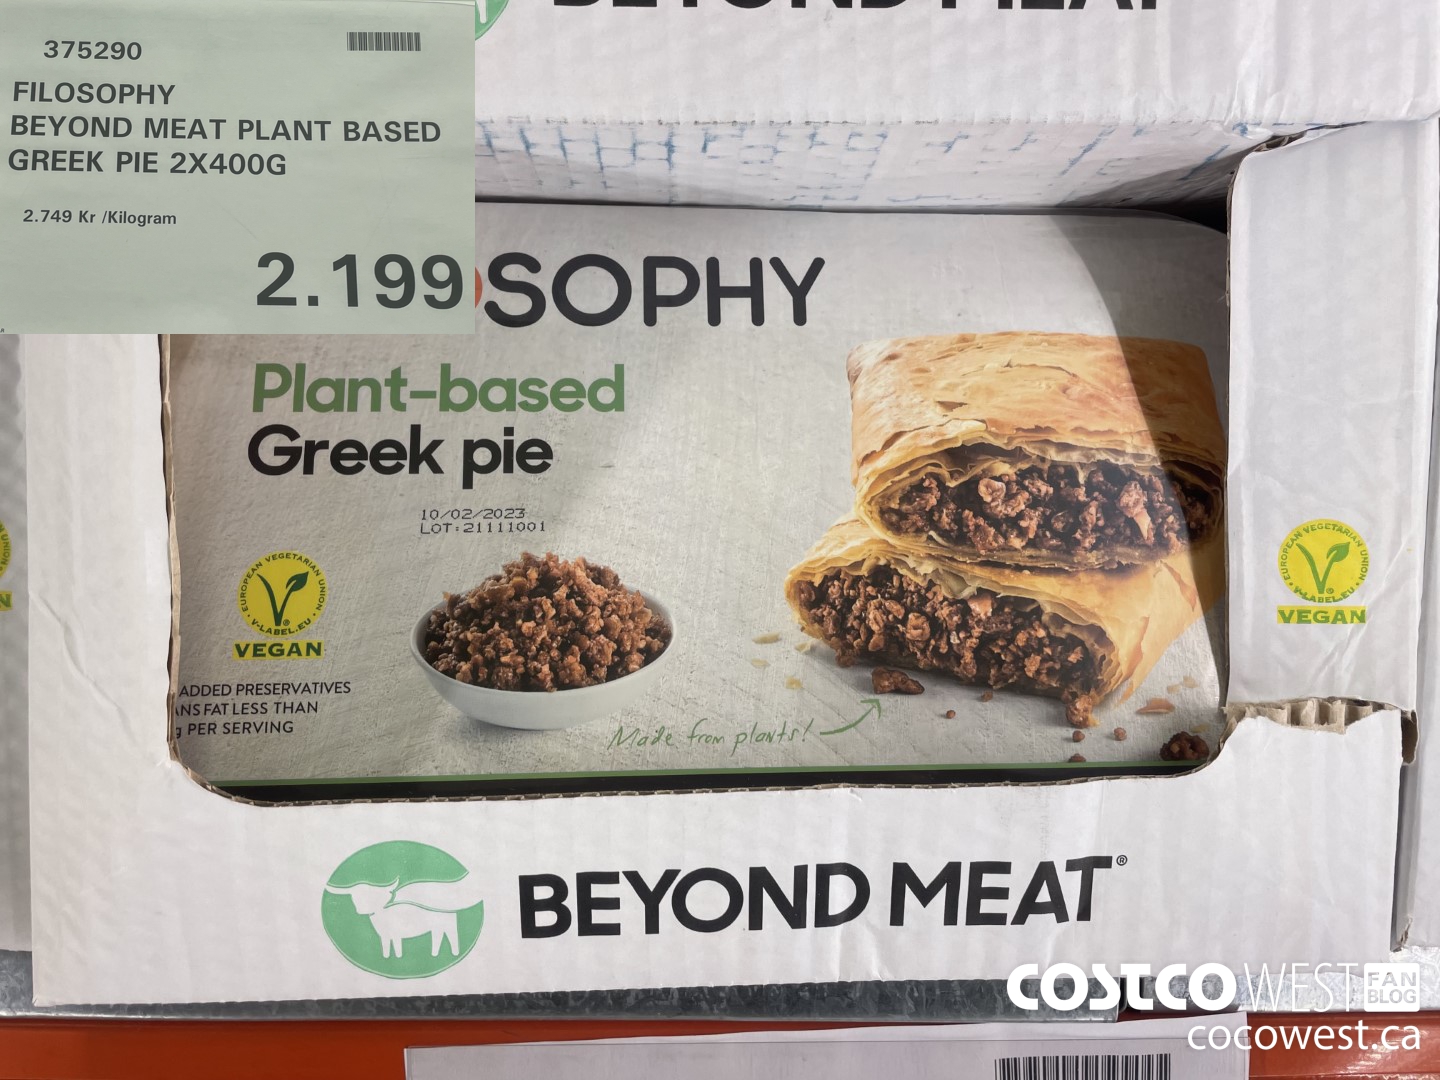 375290
FILOSOPHY
BEYOND MEAT PLANT BASED
GREEK PIE 2X400G
2.749 Kr /Kilogram
2.199
SOPHY
Plant-based
Greek pie
10/02/2023
LOT:21111001
EUROPEAN VEGETARIAN UNION
V-LABEL.EU
VEGAN
ADDED PRESERVATIVES
ANS FAT LESS THAN
g PER SERVING
Made from plants!
EUROPEAN VEGETARIAN UNION
V-LABEL.EU
VEGAN
BEYOND MEAT®
COSTCO WEST FAN BLOG
cocowest.ca